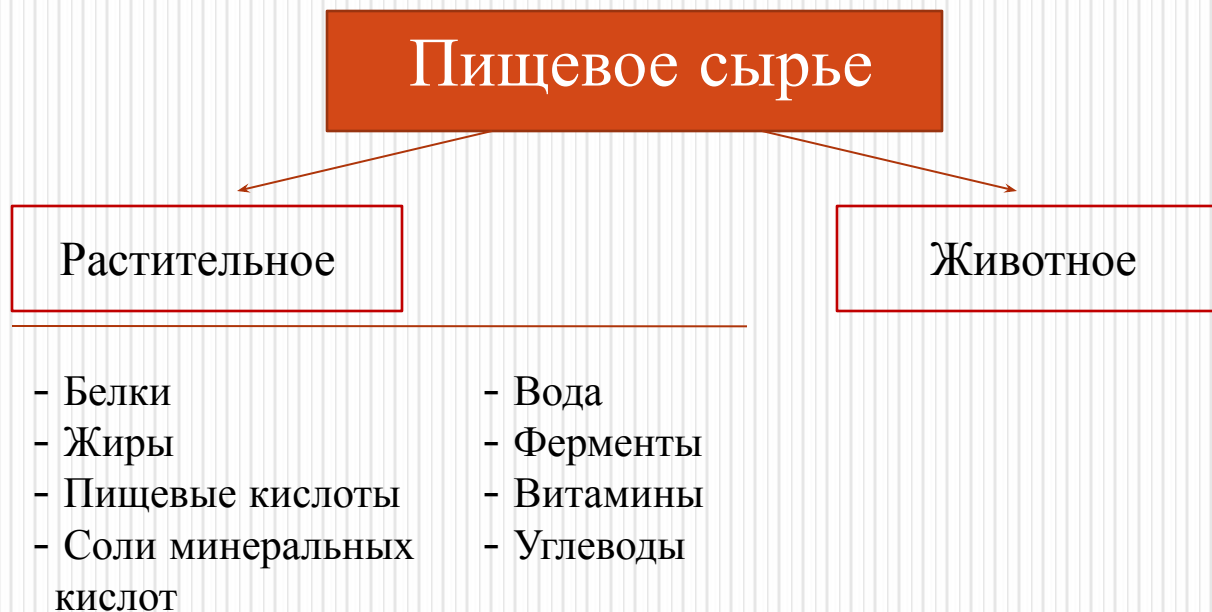 Пищевое сырье
Растительное
Животное
- Белки
- Жиры
- Пищевые кислоты
- Соли минеральных
кислот
- Вода
- Ферменты
- Витамины
- Углеводы